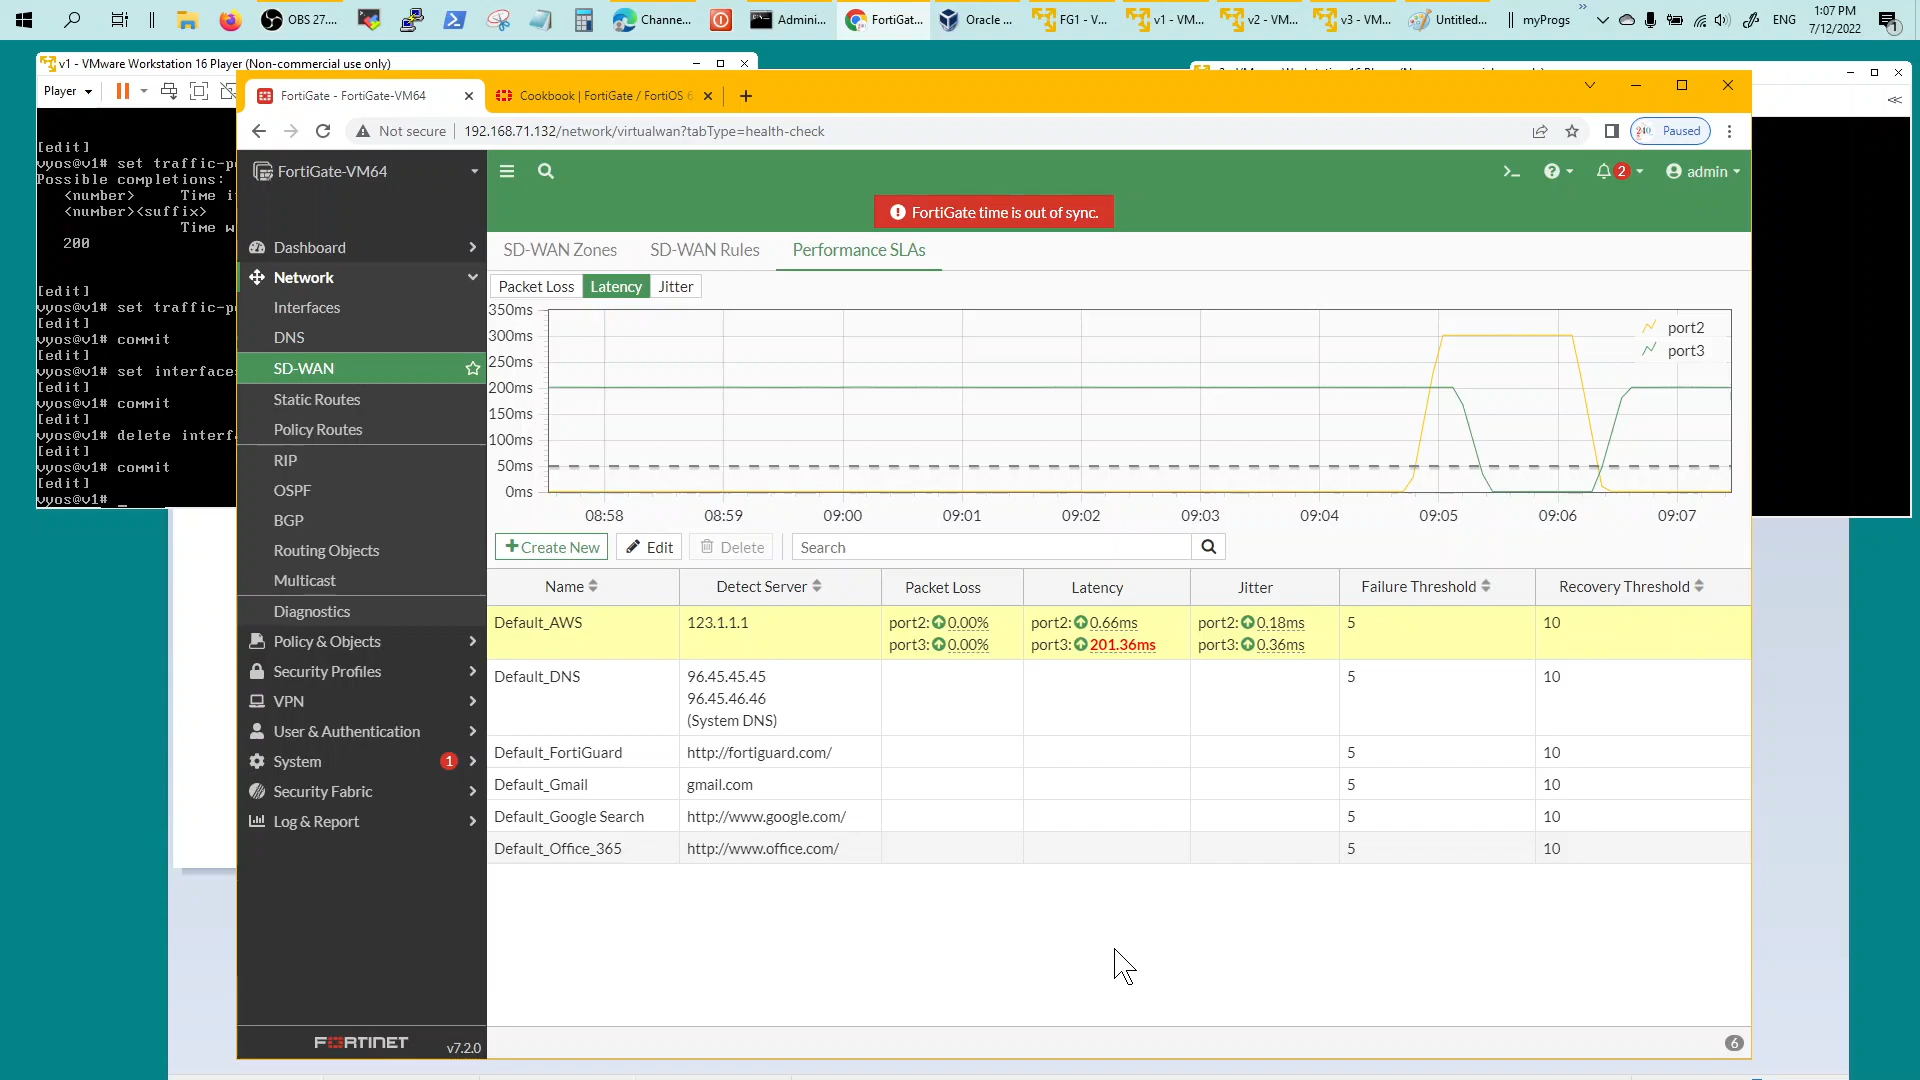 OBS 27....
Channe...
Admini...
FortiGat...
Oracle ...
FG1 - V...
v1 - VM...
v2 - VM...
v3 - VM...
Untitled...
myProgs
ENG
1:07 PM
7/12/2022
1
v1 - VMware Workstation 16 Player (Non-commercial use only)
Player
FortiGate - FortiGate-VM64
Cookbook | FortiGate / FortiOS 6
Not secure
192.168.71.132/network/virtualwan?tabType=health-check
Paused
[edit]
vyos@v1# set traffic-po
Possible completions:
<number> Time i
<number><suffix>
Time w
200
[edit]
vyos@v1# set traffic-po
[edit]
vyos@v1# commit
[edit]
vyos@v1# set interface
[edit]
vyos@v1# commit
[edit]
vyos@v1# delete interf
[edit]
vyos@v1# commit
[edit]
vyos@v1# _
FortiGate-VM64
Dashboard
Network
Interfaces
DNS
SD-WAN
Static Routes
Policy Routes
RIP
OSPF
BGP
Routing Objects
Multicast
Diagnostics
Policy & Objects
Security Profiles
VPN
User & Authentication
System 1
Security Fabric
Log & Report
FORTINET v7.2.0
2
admin
FortiGate time is out of sync.
SD-WAN Zones SD-WAN Rules Performance SLAs
Packet Loss Latency Jitter
350ms
300ms
250ms
200ms
150ms
100ms
50ms
0ms
port2
port3
08:58 08:59 09:00 09:01 09:02 09:03 09:04 09:05 09:06 09:07
+Create New Edit Delete Search
Name Detect Server Packet Loss Latency Jitter Failure Threshold Recovery Threshold
Default_AWS 123.1.1.1 port2: 0.00% port2: 0.66ms port2: 0.18ms 5 10
port3: 0.00% port3: 201.36ms port3: 0.36ms
Default_DNS 96.45.45.45 5 10
96.45.46.46
(System DNS)
Default_FortiGuard http://fortiguard.com/ 5 10
Default_Gmail gmail.com 5 10
Default_Google Search http://www.google.com/ 5 10
Default_Office_365 http://www.office.com/ 5 10
6